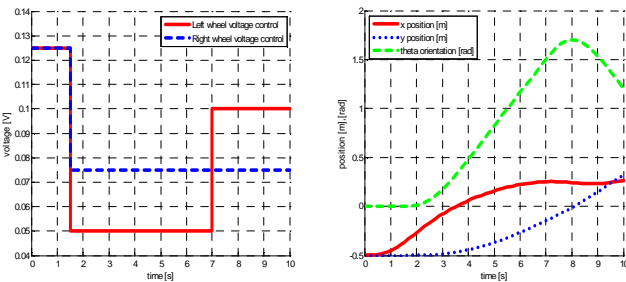 0.14
0.13
0.12
0.11
0.1
0.09
0.08
0.07
0.06
0.05
0.04
voltage [V]
Left wheel voltage control
Right wheel voltage control
0 1 2 3 4 5 6 7 8 9 10
time [s]
2
1.5
1
0.5
0
-0.5
position [m],[rad]
x position [m]
y position [m]
theta orientation [rad]
0 1 2 3 4 5 6 7 8 9 10
time [s]